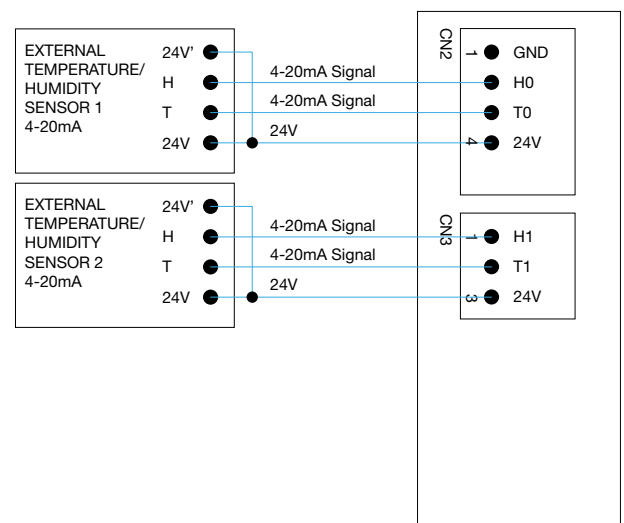 EXTERNAL
TEMPERATURE/
HUMIDITY
SENSOR 1
4-20mA
24V'
H
T
24V
4-20mA Signal
4-20mA Signal
24V
CN2
1
4
GND
H0
T0
24V
EXTERNAL
TEMPERATURE/
HUMIDITY
SENSOR 2
4-20mA
24V'
H
T
24V
4-20mA Signal
4-20mA Signal
24V
CN3
1
3
H1
T1
24V